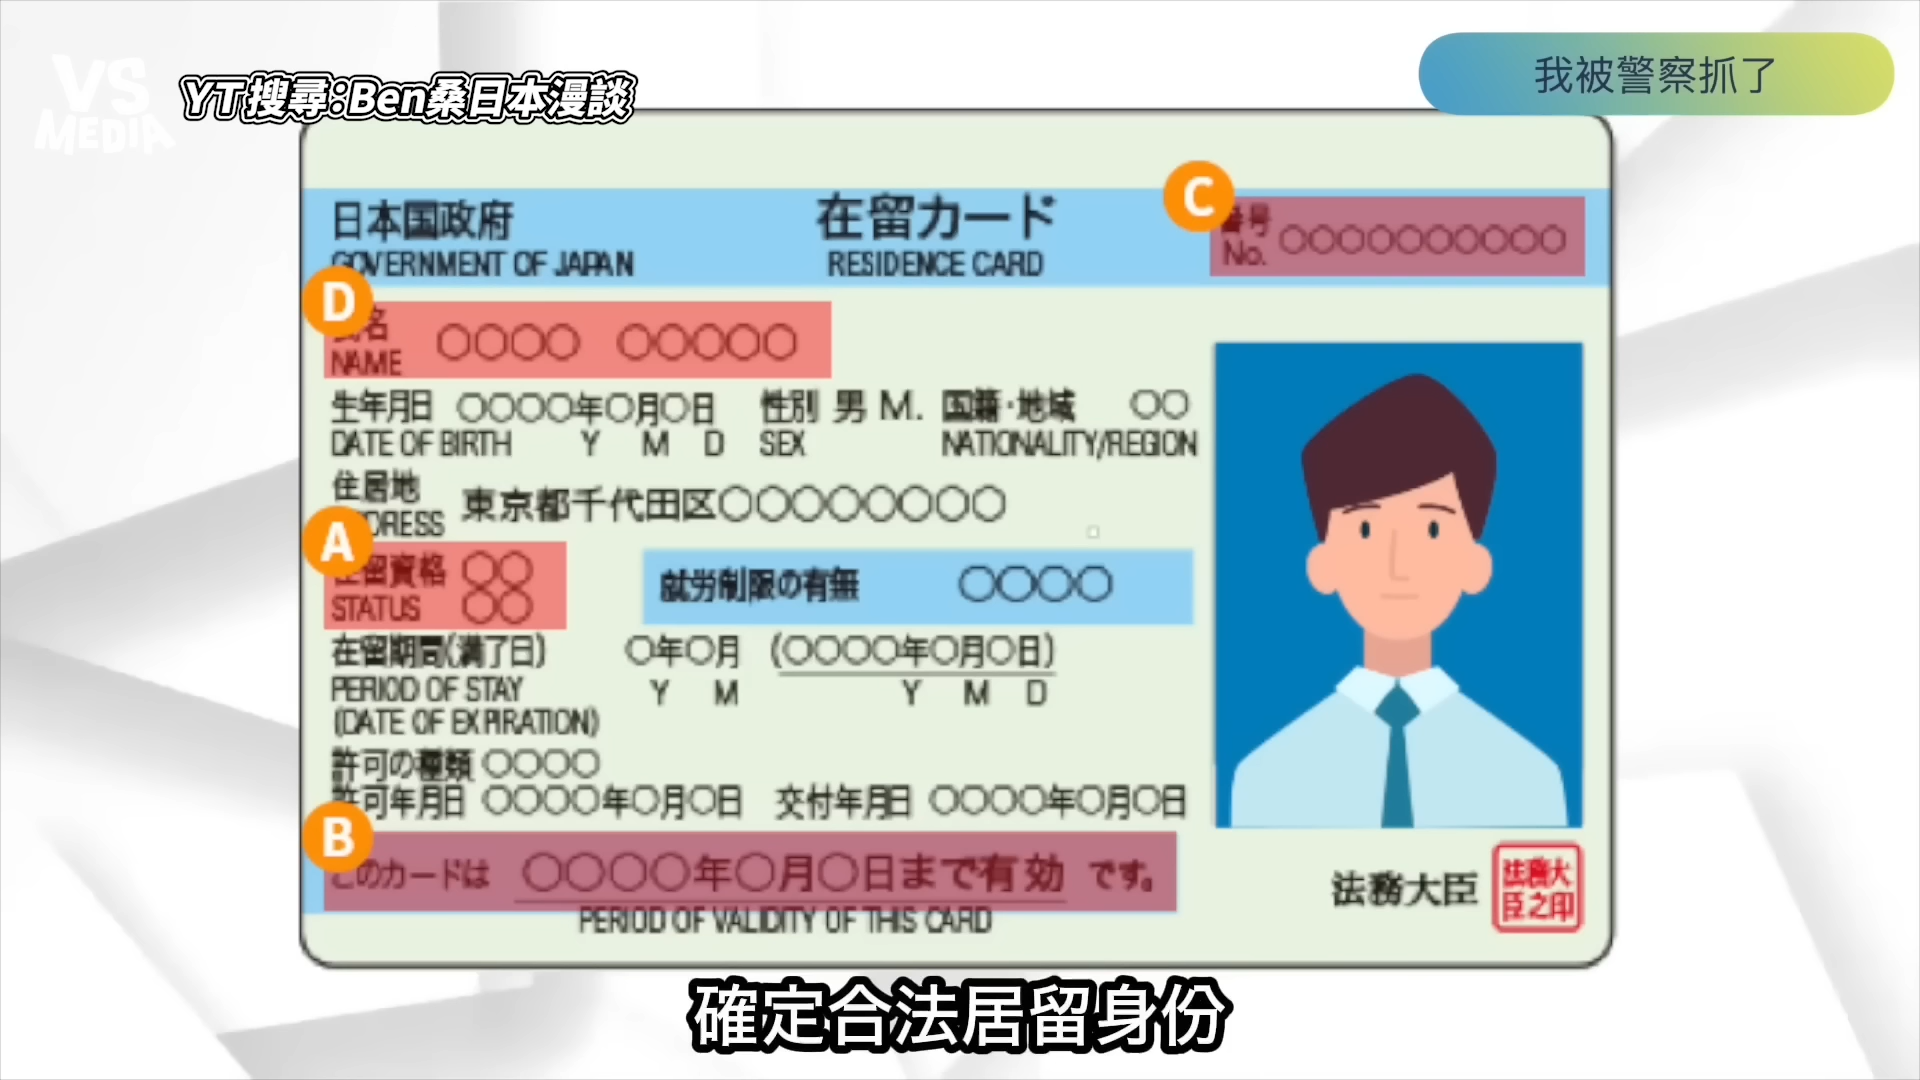 VS
MEDIA
YT搜尋:Ben桑日本漫談
我被警察抓了
日本国政府
GOVERNMENT OF JAPAN
在留カード
RESIDENCE CARD
C
番号
No. ○○○○○○○○○○
D
氏名 ○○○○ ○○○○○
NAME
生年月日 ○○○○年○月○日 性別 男 M. 国籍・地域 ○○
DATE OF BIRTH Y M D SEX NATIONALITY/REGION
住居地 東京都千代田区○○○○○○○○
ADDRESS
A
在留資格 ○○
STATUS ○○
就労制限の有無 ○○○○
在留期間(満了日) ○年○月 (○○○○年○月○日)
PERIOD OF STAY Y M Y M D
(DATE OF EXPIRATION)
許可の種類 ○○○○
許可年月日 ○○○○年○月○日 交付年月日 ○○○○年○月○日
B
このカードは ○○○○年○月○日まで有効 です。
PERIOD OF VALIDITY OF THIS CARD
法務大臣
法務大
臣之印
確定合法居留身份